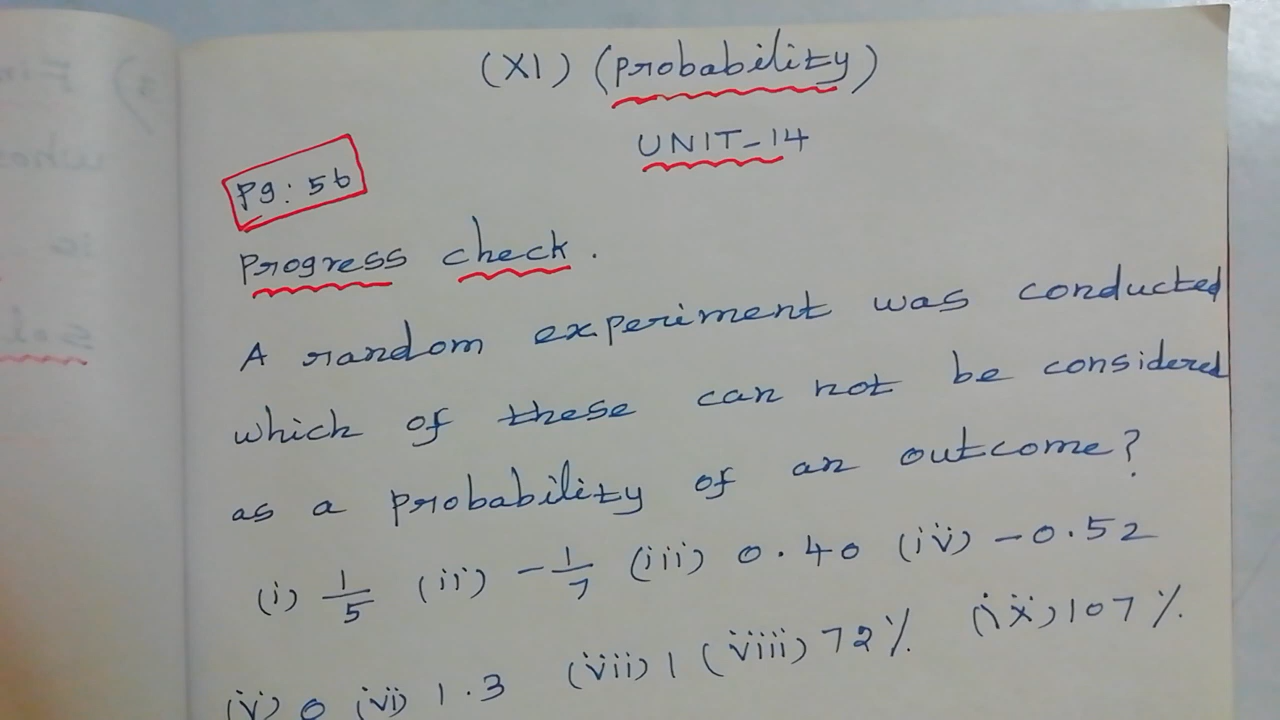 (XI) (probability)
UNIT-14
Pg: 56
Progress check.
A random experiment was conducted
which of these can not be considered
as a probability of an outcome?
(i) 1/5 (ii) -1/7 (iii) 0.40 (iv) -0.52
(v) 0 (vi) 1.3 (vii) 1 (viii) 72% (ix) 107%